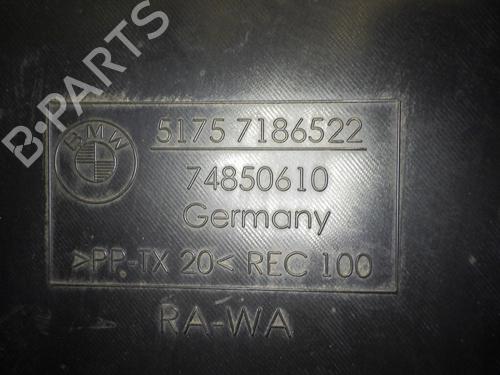 B-PARTS
BMW
5175 7186522
74850610
Germany
>PP-TX 20< REC 100
RA-WA